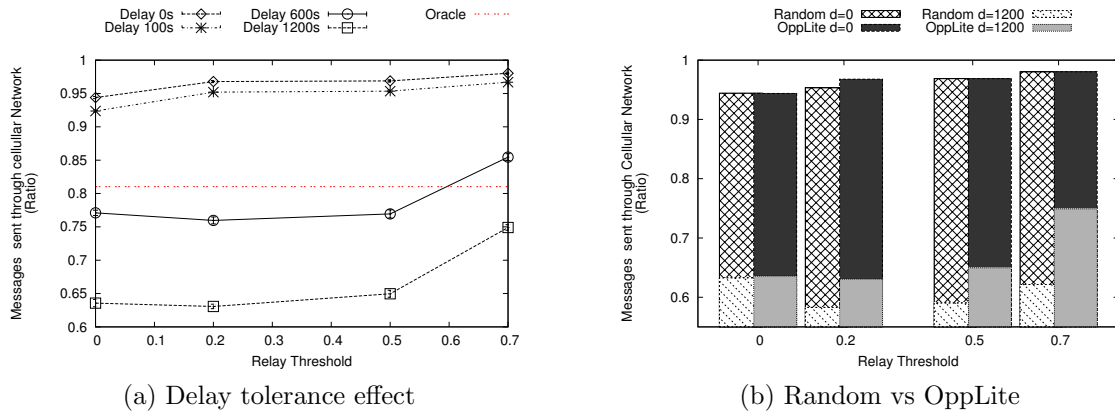 Delay 0s
Delay 100s
Delay 600s
Delay 1200s
Oracle
Messages sent through cellullar Network
(Ratio)
1
0.95
0.9
0.85
0.8
0.75
0.7
0.65
0.6
0 0.1 0.2 0.3 0.4 0.5 0.6 0.7
Relay Threshold
(a) Delay tolerance effect
Random d=0
OppLite d=0
Random d=1200
OppLite d=1200
Messages sent through Cellular Network
(Ratio)
1
0.9
0.8
0.7
0.6
0 0.2 0.5 0.7
Relay Threshold
(b) Random vs OppLite